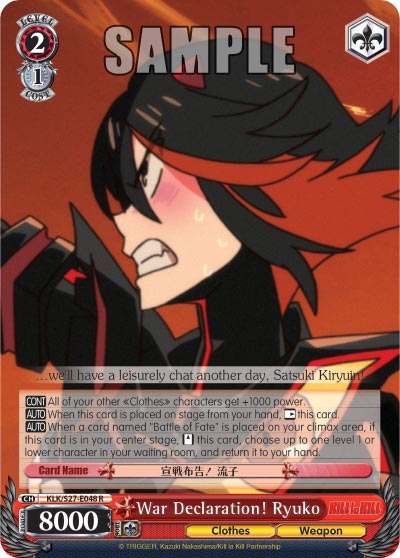 LEVEL
2
1
COST
SAMPLE
...we'll have a leisurely chat another day, Satsuki Kiryuin!
CONT All of your other «Clothes» characters get +1000 power.
AUTO When this card is placed on stage from your hand, this card.
AUTO When a card named "Battle of Fate" is placed on your climax area, if
this card is in your center stage, this card, choose up to one level 1 or
lower character in your waiting room, and return it to your hand.
Card Name 宣戦布告! 流子
CH KLK/S27-E048 R
War Declaration! Ryuko KILL la KILL
POWER 8000 SOUL Clothes Weapon
© TRIGGER, Kazuki Nakashima/Kill la Kill Partnership